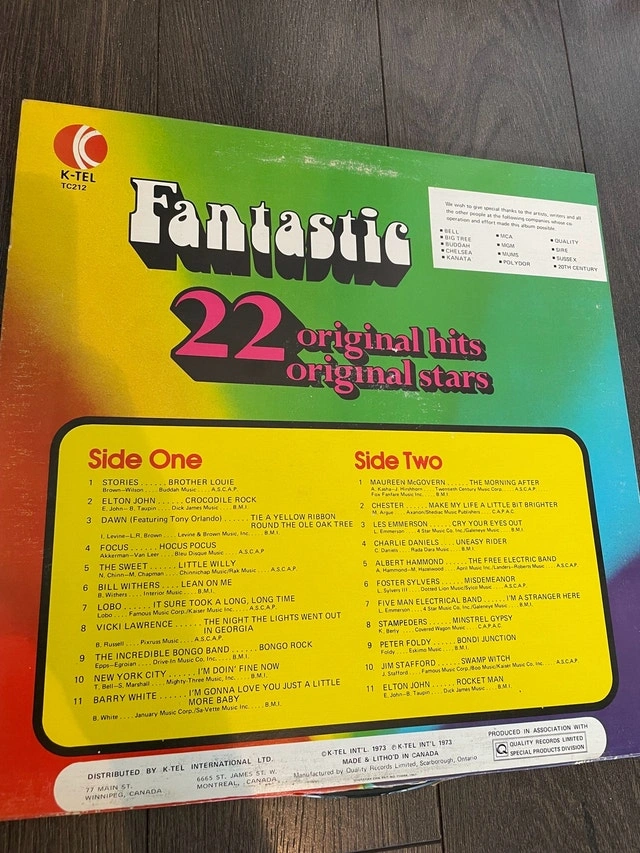 K-TEL
TC212
Fantastic
22 original hits
original stars
We wish to give special thanks to the artists, writers and all
the other people at the following companies whose co-
operation and effort made this album possible.
• BELL
• BIG TREE
• BUDDAH
• CHELSEA
• KANATA
• MCA
• MGM
• MUMS
• POLYDOR
• QUALITY
• SIRE
• SUSSEX
• 20TH CENTURY
Side One
1 STORIES ...... BROTHER LOUIE
Brown–Wilson .... Buddah Music .... A.S.C.A.P.
2 ELTON JOHN ...... CROCODILE ROCK
E. John – B. Taupin .... Dick James Music .... B.M.I.
3 DAWN (Featuring Tony Orlando) ...... TIE A YELLOW RIBBON
ROUND THE OLE OAK TREE
I. Levine–L.R. Brown .... Levine & Brown Music, Inc. .... B.M.I.
4 FOCUS ...... HOCUS POCUS
Akkerman–Van Leer .... Bleu Disque Music .... A.S.C.A.P.
5 THE SWEET ...... LITTLE WILLY
N. Chinn–M. Chapman .... Chinnichap Music/Rak Music .... A.S.C.A.P.
6 BILL WITHERS .... LEAN ON ME
B. Withers .... Interior Music .... B.M.I.
7 LOBO ...... IT SURE TOOK A LONG, LONG TIME
Lobo .... Famous Music Corp./Kaiser Music Inc. .... A.S.C.A.P.
8 VICKI LAWRENCE ...... THE NIGHT THE LIGHTS WENT OUT
IN GEORGIA
B. Russell .... Pixruss Music .... A.S.C.A.P.
9 THE INCREDIBLE BONGO BAND ...... BONGO ROCK
Epps–Egroian .... Drive-In Music Co. Inc. .... B.M.I.
10 NEW YORK CITY ...... I'M DOIN' FINE NOW
T. Bell–S. Marshall .... Mighty-Three Music, Inc. .... B.M.I.
11 BARRY WHITE ...... I'M GONNA LOVE YOU JUST A LITTLE
MORE BABY
B. White .... January Music Corp./Sa-Vette Music Inc. .... B.M.I.
Side Two
1 MAUREEN McGOVERN ...... THE MORNING AFTER
A. Kasha–J. Hirshhorn .... Twentieth Century Music Corp. .... A.S.C.A.P.
Fox Fanfare Music Inc. .... B.M.I.
2 CHESTER ...... MAKE MY LIFE A LITTLE BIT BRIGHTER
M. Argue .... Axaton/Shediac Music Publishers .... C.A.P.A.C.
3 LES EMMERSON ...... CRY YOUR EYES OUT
L. Emmerson .... 4 Star Music Co. Inc./Galeneye Music .... B.M.I.
4 CHARLIE DANIELS ...... UNEASY RIDER
C. Daniels .... Rada Dara Music .... B.M.I.
5 ALBERT HAMMOND ...... THE FREE ELECTRIC BAND
A. Hammond–M. Hazelwood .... April Music Inc./Landers–Roberts Music .... A.S.C.A.P.
6 FOSTER SYLVERS ...... MISDEMEANOR
L. Sylvers III .... Dotted Lion Music/Sylco Music .... A.S.C.A.P.
7 FIVE MAN ELECTRICAL BAND ...... I'M A STRANGER HERE
L. Emmerson .... 4 Star Music Co. Inc./Galeneye Music .... B.M.I.
8 STAMPEDERS ...... MINSTREL GYPSY
K. Berly .... Covered Wagon Music .... C.A.P.A.C.
9 PETER FOLDY ...... BONDI JUNCTION
Foldy .... Eskimo Music .... B.M.I.
10 JIM STAFFORD ...... SWAMP WITCH
J. Stafford .... Famous Music Corp./Boo Music/Kaiser Music Co. Inc. .... A.S.C.A.P.
11 ELTON JOHN ...... ROCKET MAN
E. John–B. Taupin .... Dick James Music .... B.M.I.
DISTRIBUTED BY K-TEL INTERNATIONAL LTD.
77 MAIN ST.
WINNIPEG, CANADA
6665 ST. JAMES ST. W.
MONTREAL, CANADA
©K-TEL INT'L. 1973 ℗K-TEL INT'L 1973
MADE & LITHO'D IN CANADA
Manufactured by Quality Records Limited, Scarborough, Ontario
PRODUCED IN ASSOCIATION WITH
Q QUALITY RECORDS LIMITED
SPECIAL PRODUCTS DIVISION